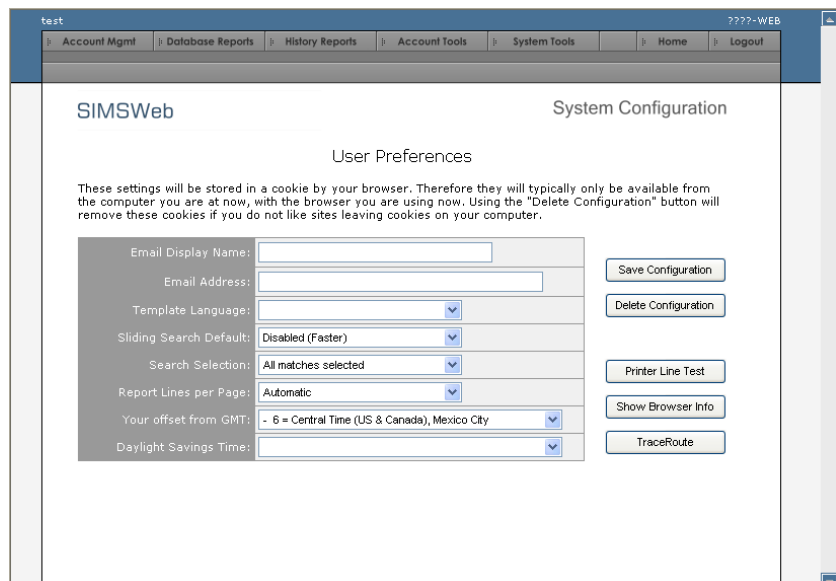 test ????-WEB
Account Mgmt Database Reports History Reports Account Tools System Tools Home Logout
SIMSWeb System Configuration
User Preferences
These settings will be stored in a cookie by your browser. Therefore they will typically only be available from
the computer you are at now, with the browser you are using now. Using the "Delete Configuration" button will
remove these cookies if you do not like sites leaving cookies on your computer.
Email Display Name:
Email Address:
Template Language:
Sliding Search Default: Disabled (Faster)
Search Selection: All matches selected
Report Lines per Page: Automatic
Your offset from GMT: - 6 = Central Time (US & Canada), Mexico City
Daylight Savings Time:
Save Configuration
Delete Configuration
Printer Line Test
Show Browser Info
TraceRoute